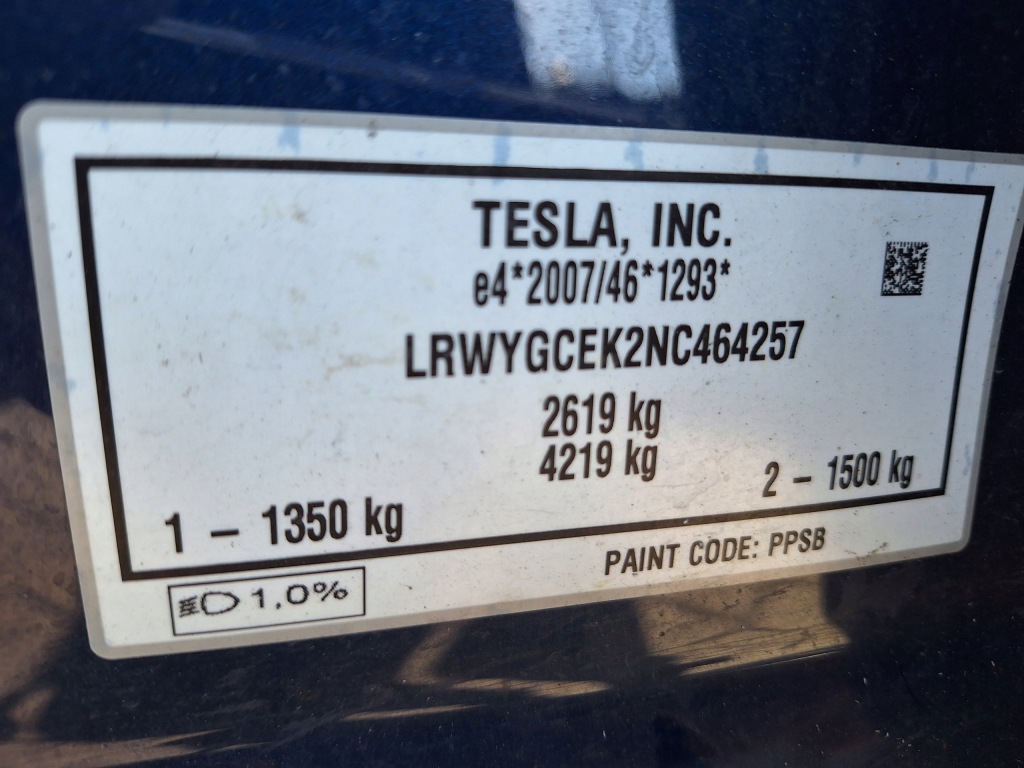 TESLA, INC.
e4*2007/46*1293*
LRWYGCEK2NC464257
2619 kg
4219 kg
1 – 1350 kg
2 – 1500 kg
PAINT CODE: PPSB
1.0%